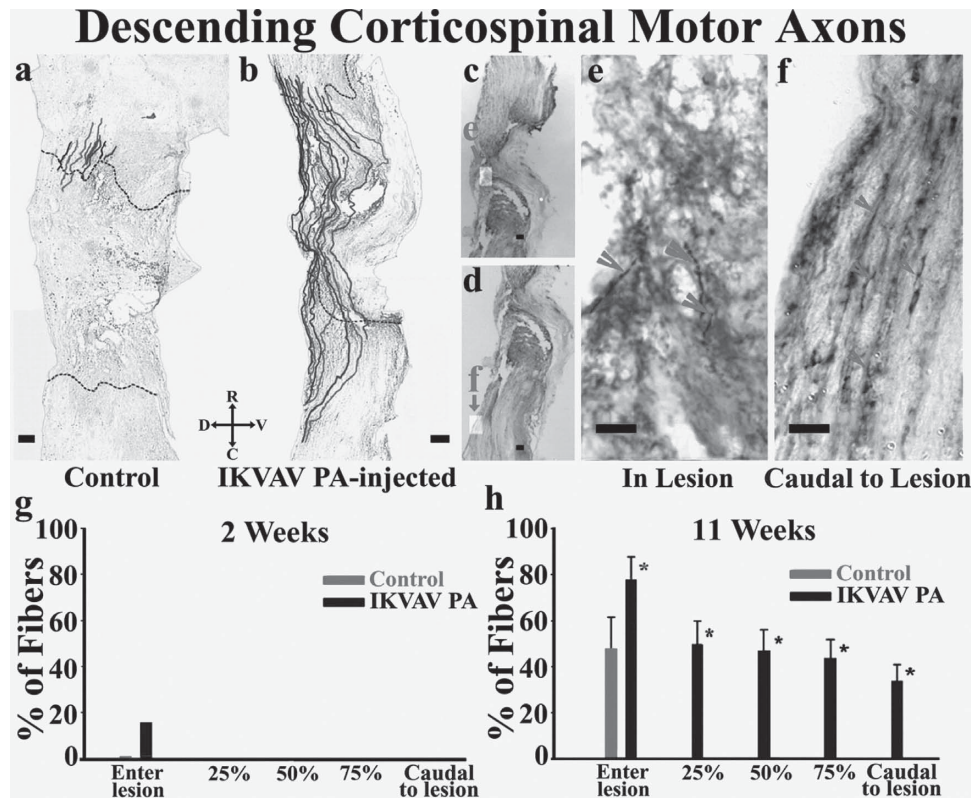 Descending Corticospinal Motor Axons
a
b
c
e
f
e
d
f
R
D V
C
Control
IKVAV PA-injected
In Lesion
Caudal to Lesion
g
2 Weeks
% of Fibers
100
80
60
40
20
0
Control
IKVAV PA
Enter lesion
25%
50%
75%
Caudal to lesion
h
11 Weeks
% of Fibers
100
80
60
40
20
0
Control
IKVAV PA
*
*
*
*
*
Enter lesion
25%
50%
75%
Caudal to lesion